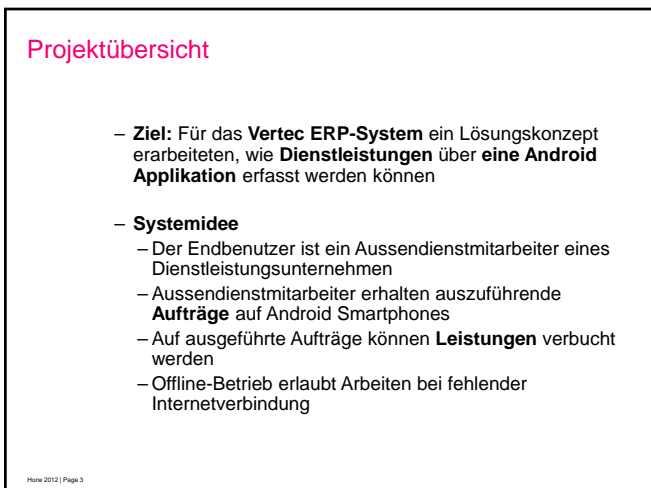 Projektübersicht
– Ziel: Für das Vertec ERP-System ein Lösungskonzept
erarbeiteten, wie Dienstleistungen über eine Android
Applikation erfasst werden können
– Systemidee
– Der Endbenutzer ist ein Aussendienstmitarbeiter eines
Dienstleistungsunternehmen
– Aussendienstmitarbeiter erhalten auszuführende
Aufträge auf Android Smartphones
– Auf ausgeführte Aufträge können Leistungen verbucht
werden
– Offline-Betrieb erlaubt Arbeiten bei fehlender
Internetverbindung
Horw 2012 | Page 3